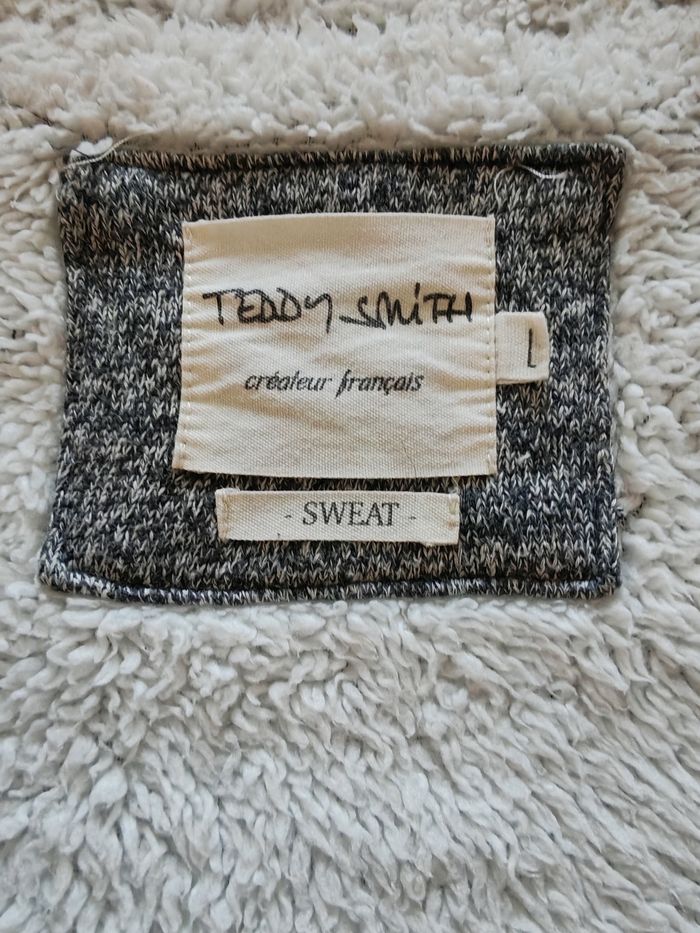 TEDDY SMiTH
L
créateur français
- SWEAT -